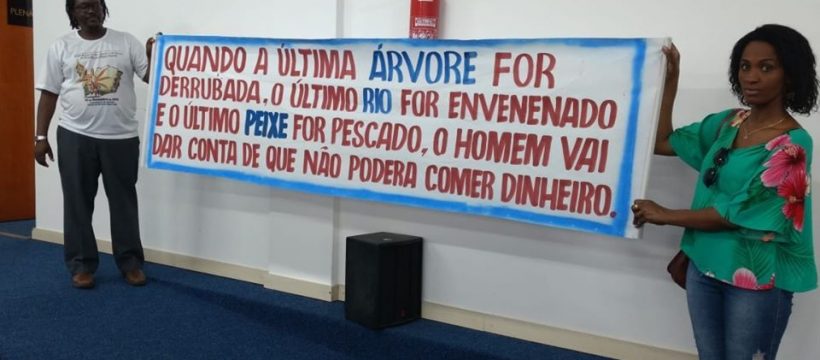 PLENA
QUANDO A ÚLTIMA ÁRVORE FOR
DERRUBADA, O ÚLTIMO RIO FOR ENVENENADO
E O ÚLTIMO PEIXE FOR PESCADO, O HOMEM VAI
DAR CONTA DE QUE NÃO PODERA COMER DINHEIRO.